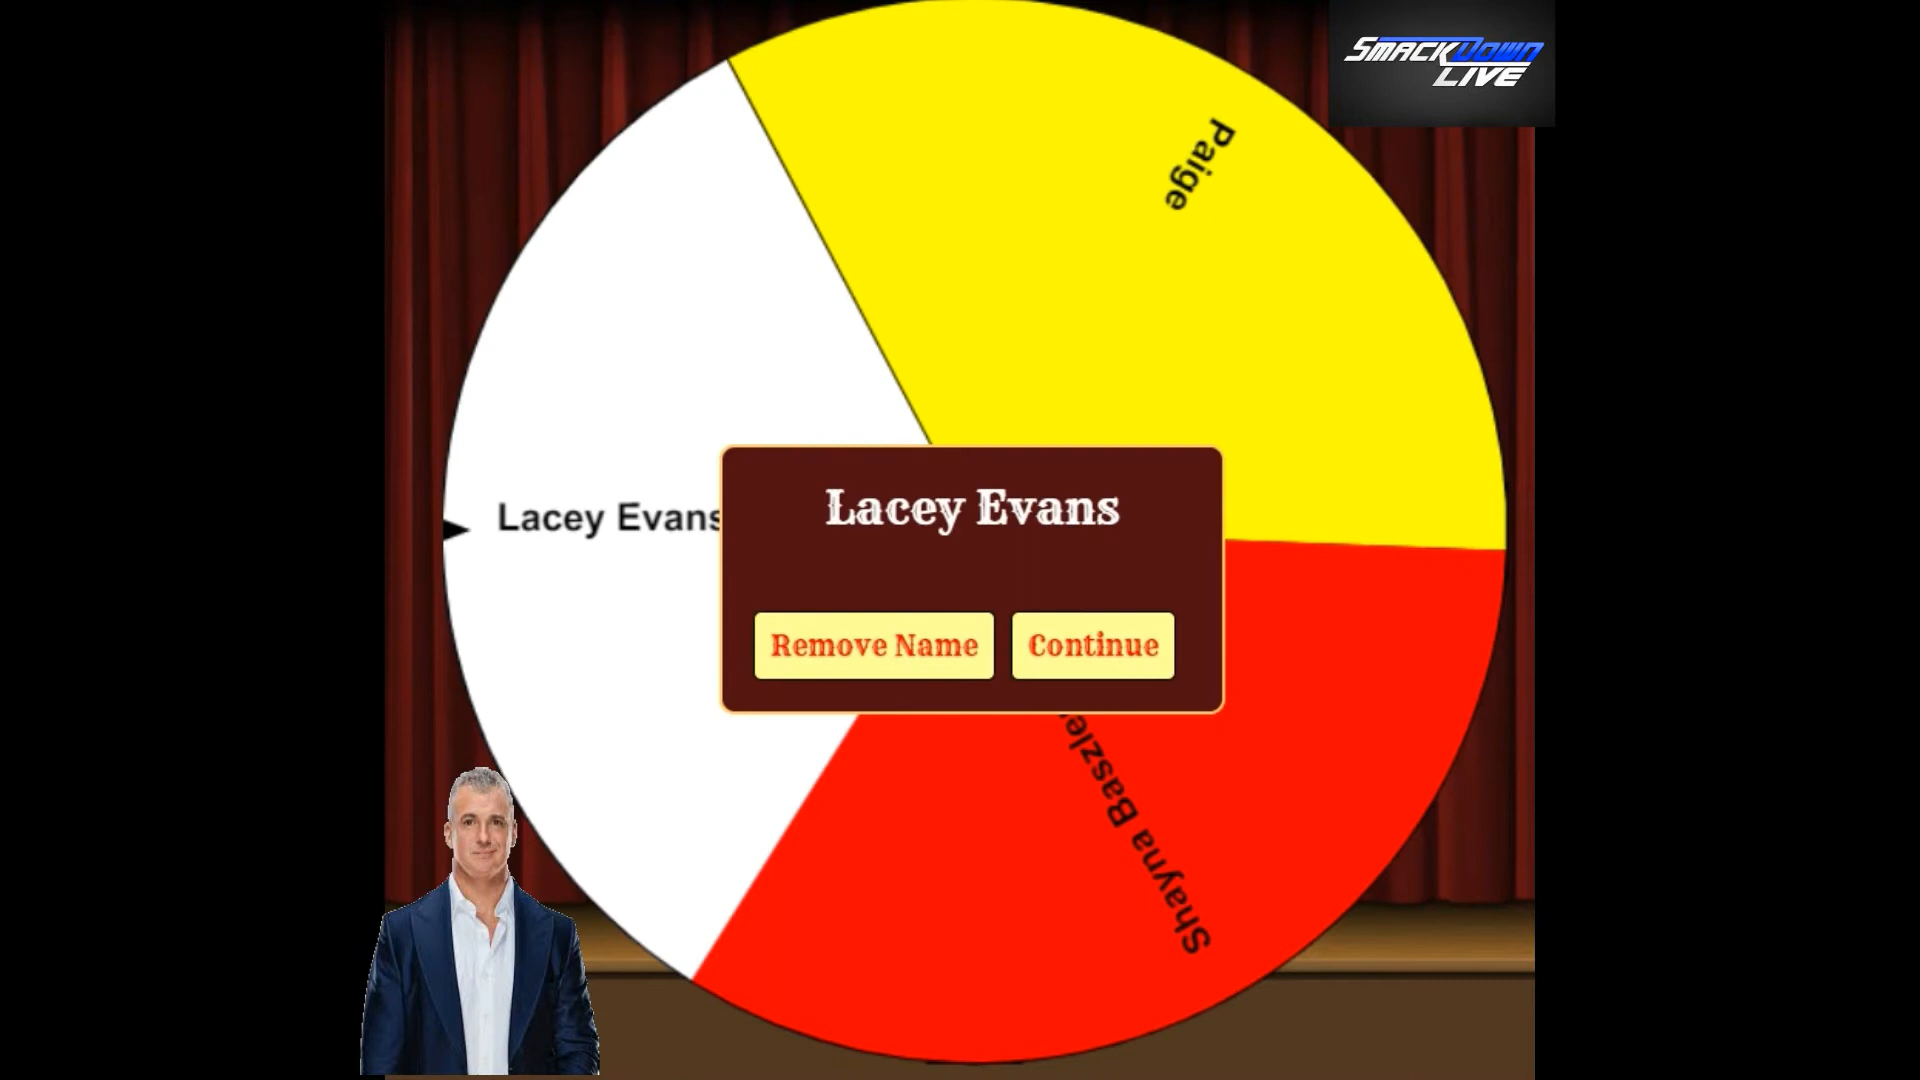 SMACKDOWN
LIVE
Paige
Lacey Evans
Lacey Evans
Remove Name
Continue
Shayna Baszle